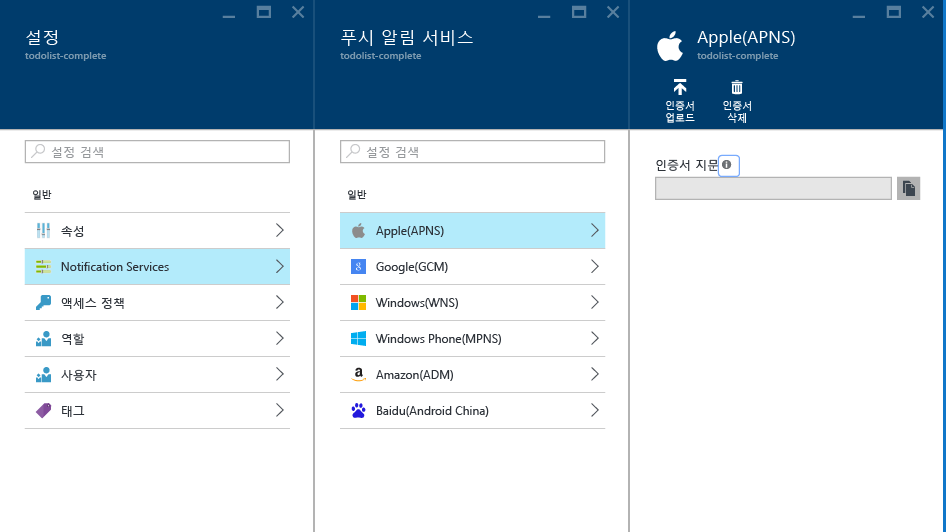 설정
todolist-complete
설정 검색
일반
속성
Notification Services
액세스 정책
역할
사용자
태그
푸시 알림 서비스
todolist-complete
설정 검색
일반
Apple(APNS)
Google(GCM)
Windows(WNS)
Windows Phone(MPNS)
Amazon(ADM)
Baidu(Android China)
Apple(APNS)
todolist-complete
인증서
업로드
인증서
삭제
인증서 지문